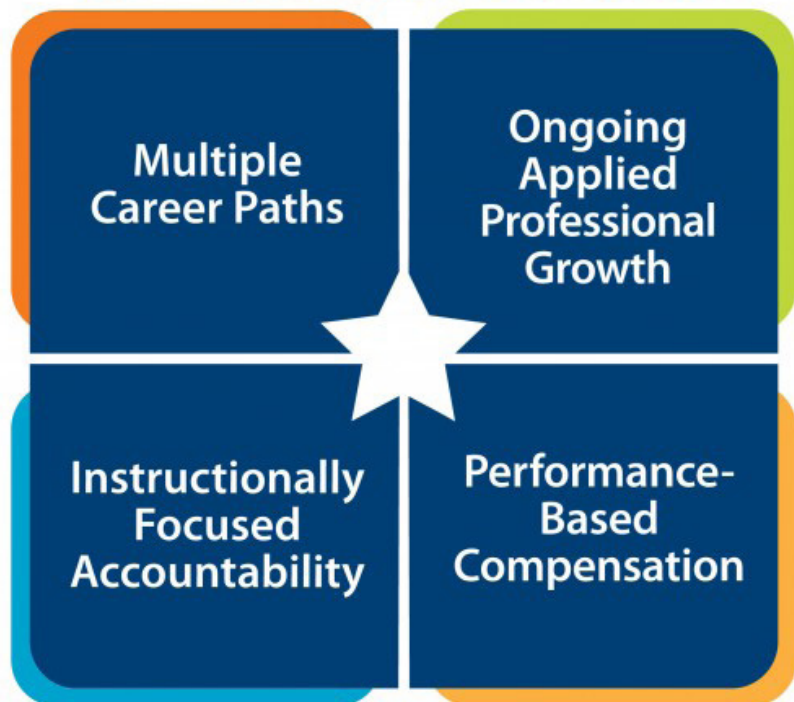 Multiple
Career Paths
Ongoing
Applied
Professional
Growth
Instructionally
Focused
Accountability
Performance-
Based
Compensation